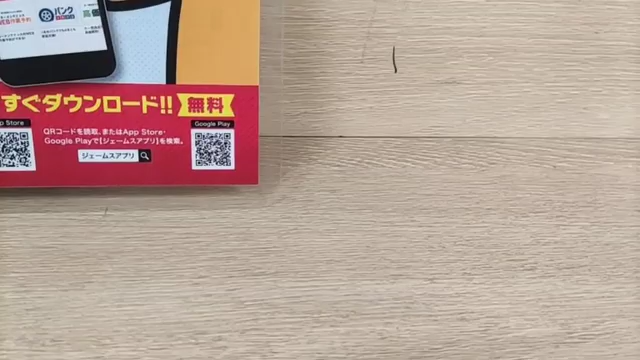 パンク
すぐダウンロード!! 無料
p Store
Google Play
QRコードを読取、またはApp Store・
Google Playで[ジェームスアプリ]を検索。
ジェームスアプリ